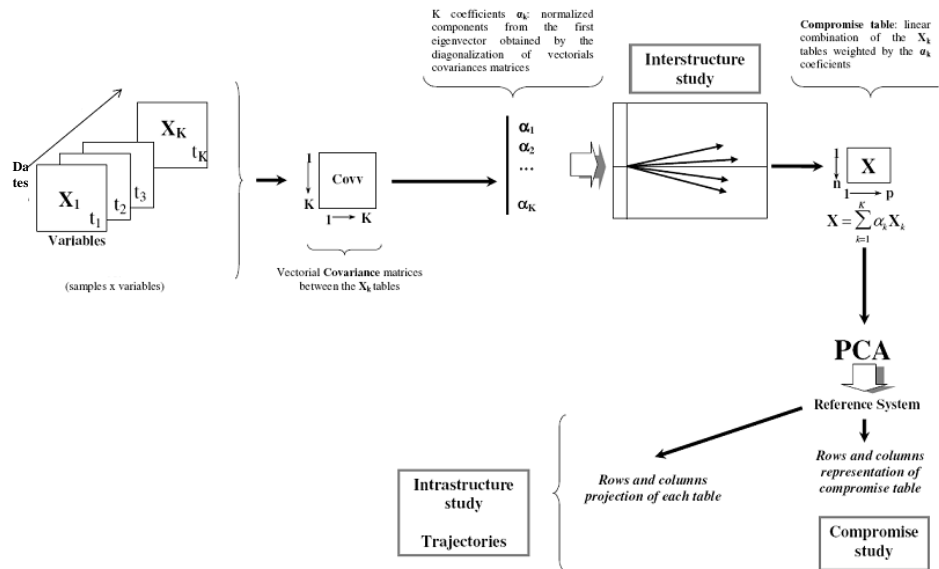 K coefficients αk: normalized
components from the first
eigenvector obtained by the
diagonalization of vectorials
covariances matrices
Compromise table: linear
combination of the Xk
tables weighted by the αk
coeficients
Interstructure
study
Da
tes
XK
tK
t3
t2
X1
t1
Variables
(samples x variables)
1
K
Covv
1 K
Vectorial Covariance matrices
between the Xk tables
α1
α2
...
αK
1
n
X
1 p
X = ∑ αk Xk
k=1
K
PCA
Reference System
Rows and columns
representation of
compromise table
Rows and columns
projection of each table
Intrastructure
study
Trajectories
Compromise
study